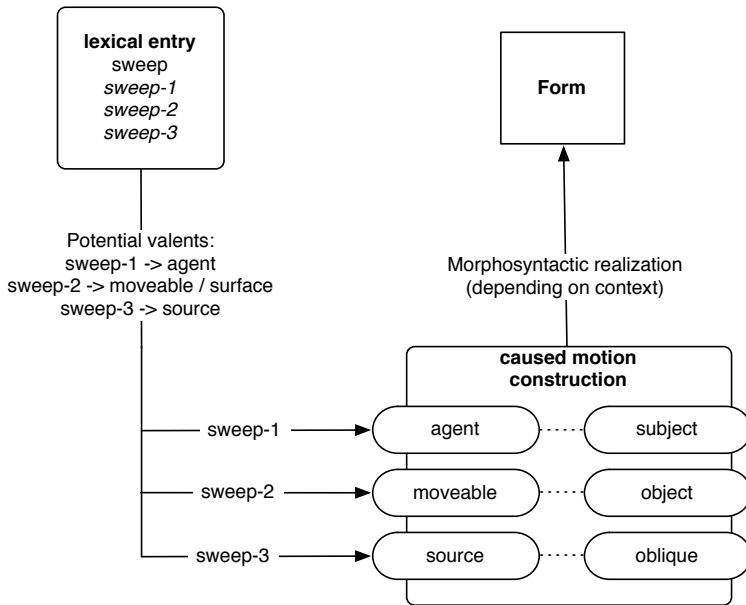 lexical entry
sweep
sweep-1
sweep-2
sweep-3
Form
Potential valents:
sweep-1 -> agent
sweep-2 -> moveable / surface
sweep-3 -> source
Morphosyntactic realization
(depending on context)
caused motion
construction
sweep-1
agent
subject
sweep-2
moveable
object
sweep-3
source
oblique